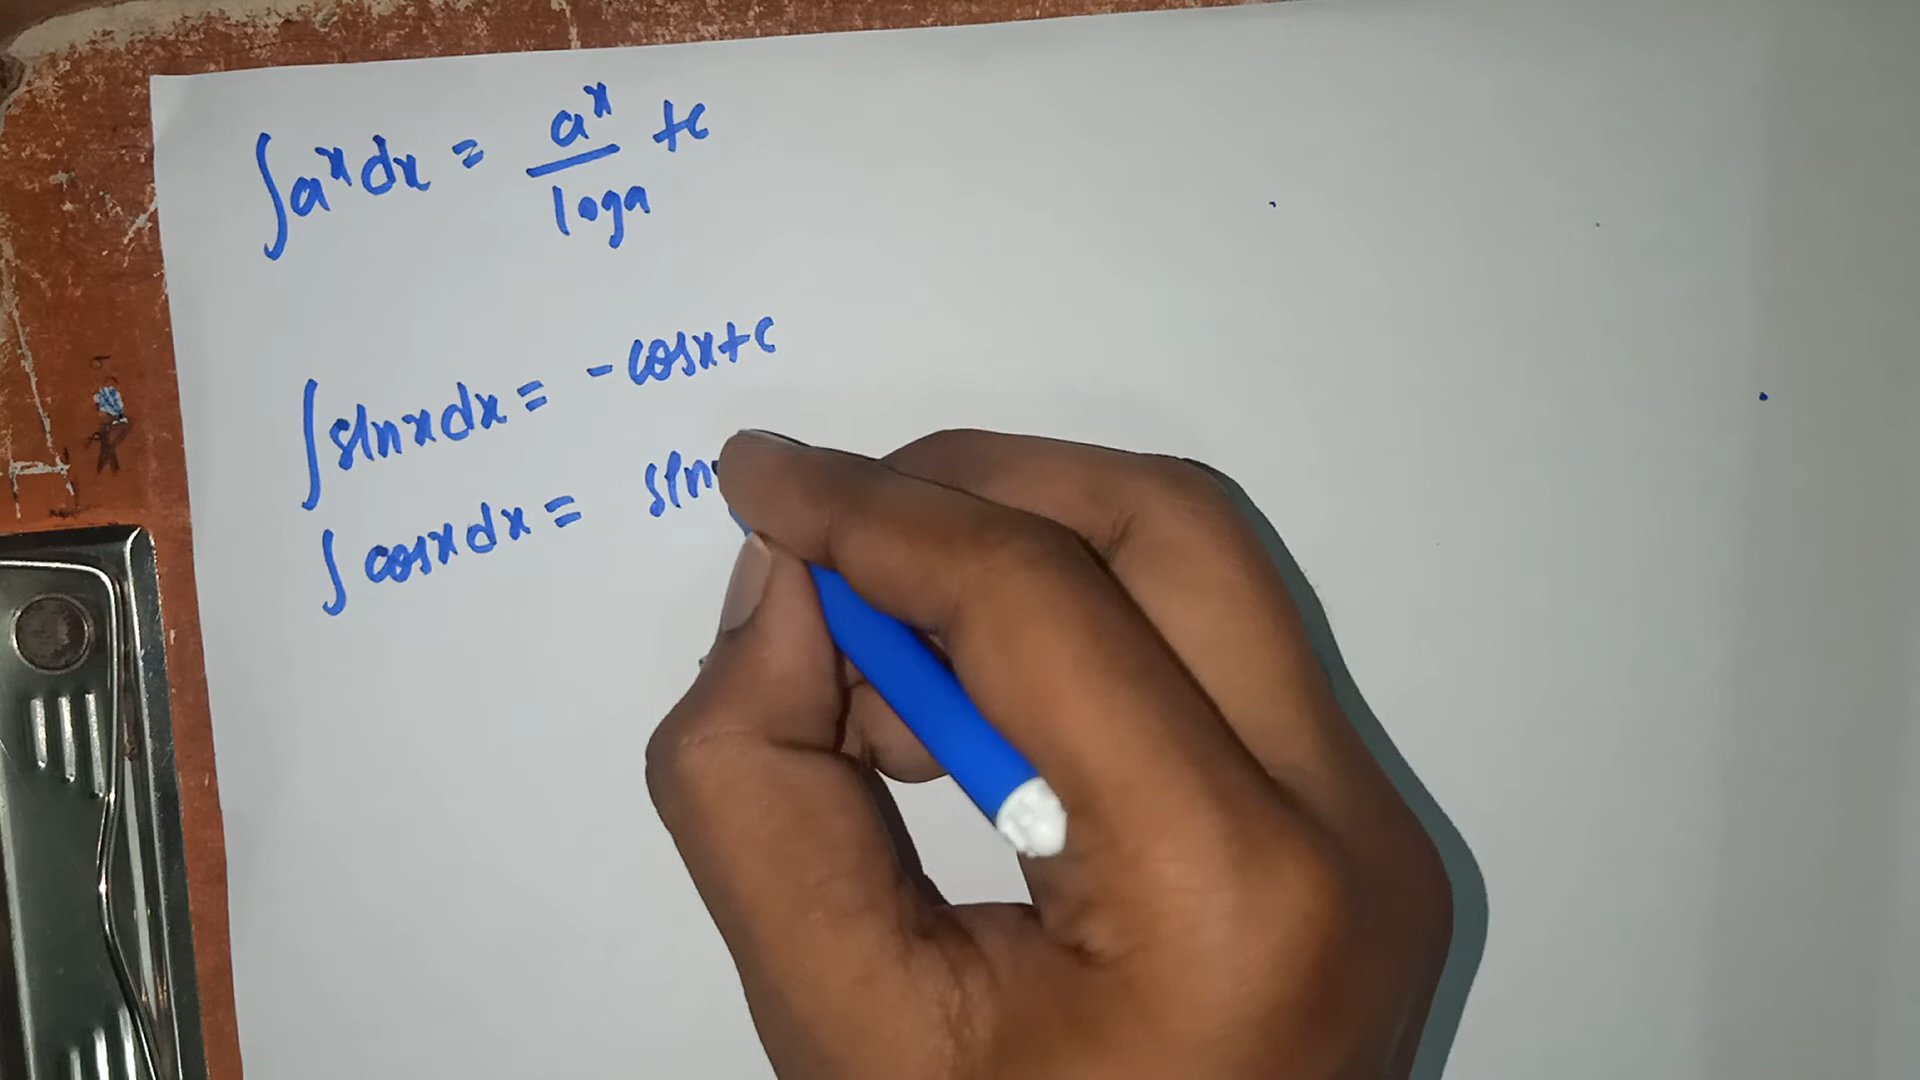 ∫aˣdx = aˣ/loga +c
∫sinxdx = -cosx+c
∫cosxdx = sin